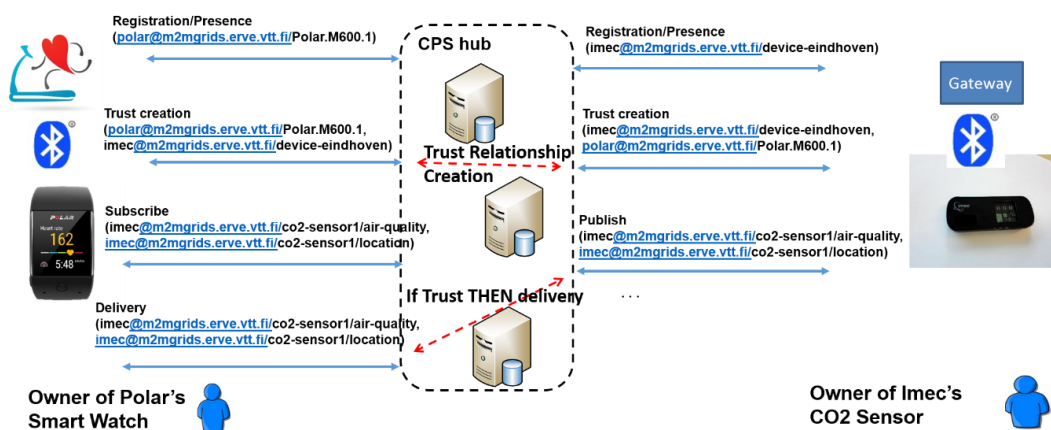 Registration/Presence
(polar@m2mgrids.erve.vtt.fi/Polar.M600.1)
Trust creation
(polar@m2mgrids.erve.vtt.fi/Polar.M600.1,
imec@m2mgrids.erve.vtt.fi/device-eindhoven)
POLAR
Heart rate
162
5:48
Subscribe
(imec@m2mgrids.erve.vtt.fi/co2-sensor1/air-quality,
imec@m2mgrids.erve.vtt.fi/co2-sensor1/location)
Delivery
(imec@m2mgrids.erve.vtt.fi/co2-sensor1/air-quality,
imec@m2mgrids.erve.vtt.fi/co2-sensor1/location)
Owner of Polar's
Smart Watch
CPS hub
Trust Relationship
Creation
If Trust THEN delivery
Registration/Presence
(imec@m2mgrids.erve.vtt.fi/device-eindhoven)
Trust creation
(imec@m2mgrids.erve.vtt.fi/device-eindhoven,
polar@m2mgrids.erve.vtt.fi/Polar.M600.1)
Publish
(imec@m2mgrids.erve.vtt.fi/co2-sensor1/air-quality,
imec@m2mgrids.erve.vtt.fi/co2-sensor1/location)
...
Gateway
Owner of Imec's
CO2 Sensor